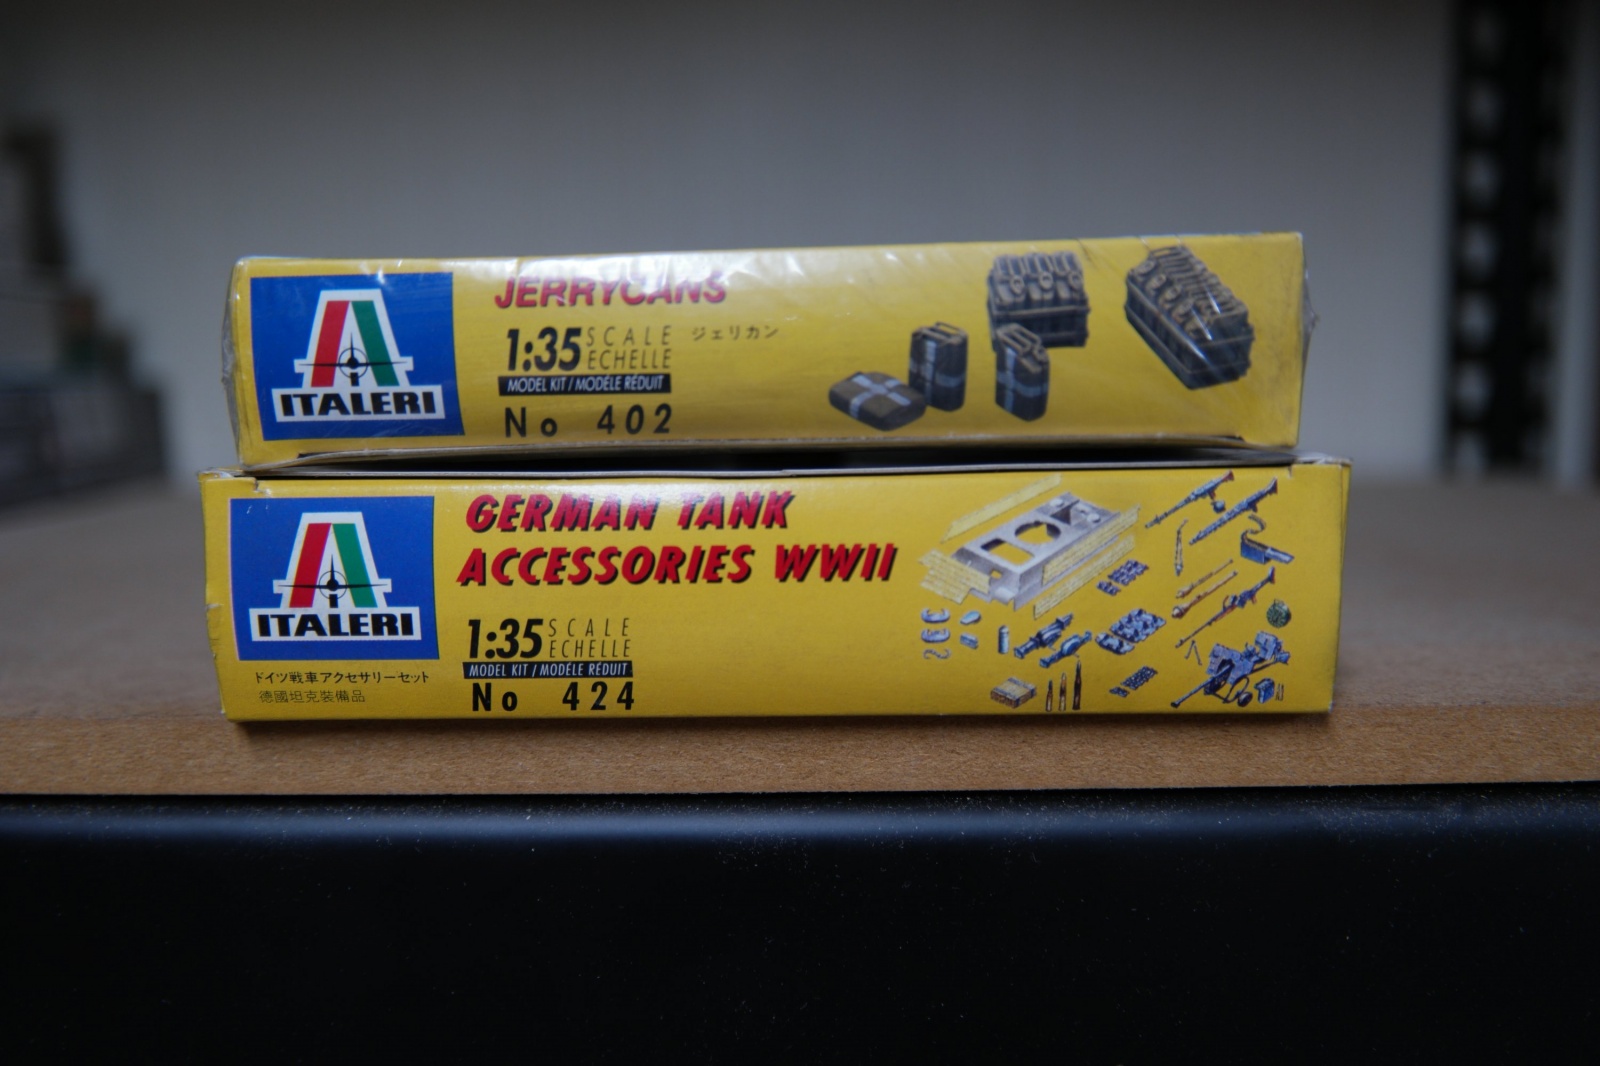 JERRYCANS
1:35 SCALE ECHELLE ジェリカン
MODEL KIT / MODÈLE RÉDUIT
No 402
ITALERI
GERMAN TANK
ACCESSORIES WWII
1:35 SCALE ECHELLE
MODEL KIT / MODÈLE RÉDUIT
No 424
ITALERI
ドイツ戦車アクセサリーセット
德國坦克裝備品